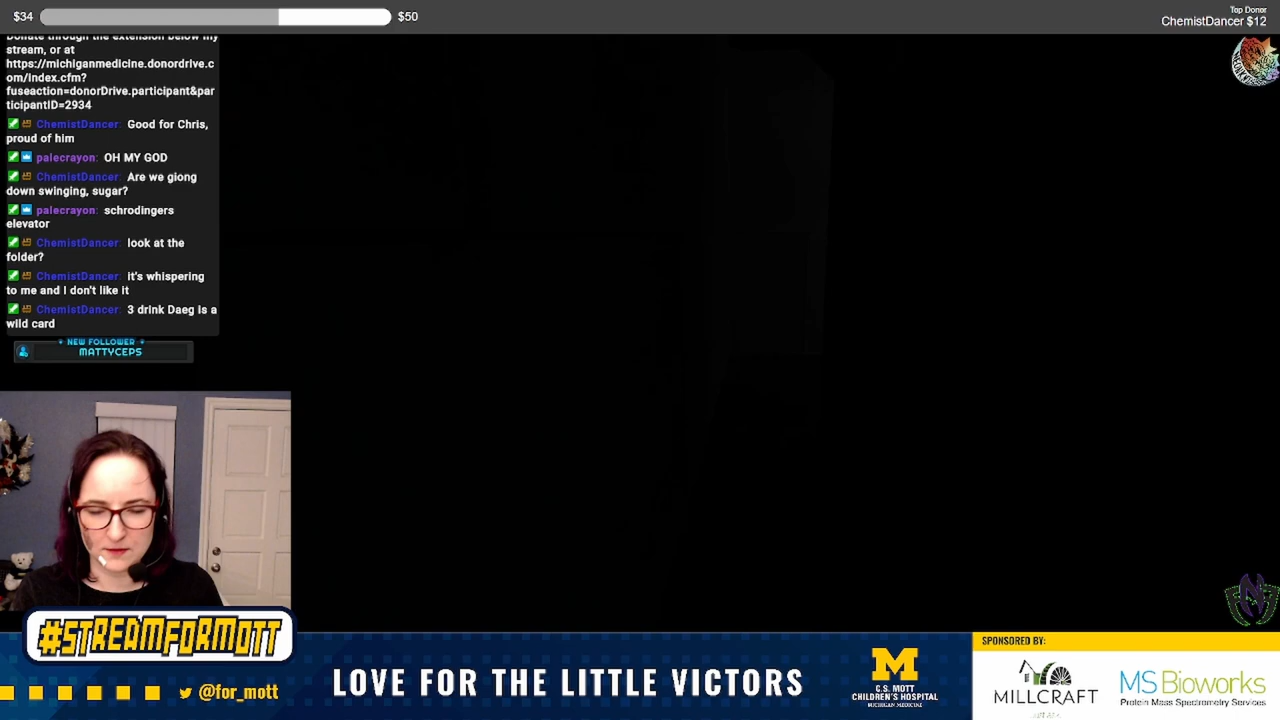 $34
$50
Top Donor
ChemistDancer $12
Donate through the extension below my
stream, or at
https://michiganmedicine.donordrive.c
om/index.cfm?
fuseaction=donorDrive.participant&par
ticipantID=2934
ChemistDancer: Good for Chris,
proud of him
palecrayon: OH MY GOD
ChemistDancer: Are we giong
down swinging, sugar?
palecrayon: schrodingers
elevator
ChemistDancer: look at the
folder?
ChemistDancer: it's whispering
to me and I don't like it
ChemistDancer: 3 drink Daeg is a
wild card
NEW FOLLOWER
MATTYCEPS
#STREAMFORMOTT
@for_mott
LOVE FOR THE LITTLE VICTORS
M
C.S. MOTT
CHILDREN'S HOSPITAL
MICHIGAN MEDICINE
SPONSORED BY:
MILLCRAFT
MS Bioworks
Protein Mass Spectrometry Services